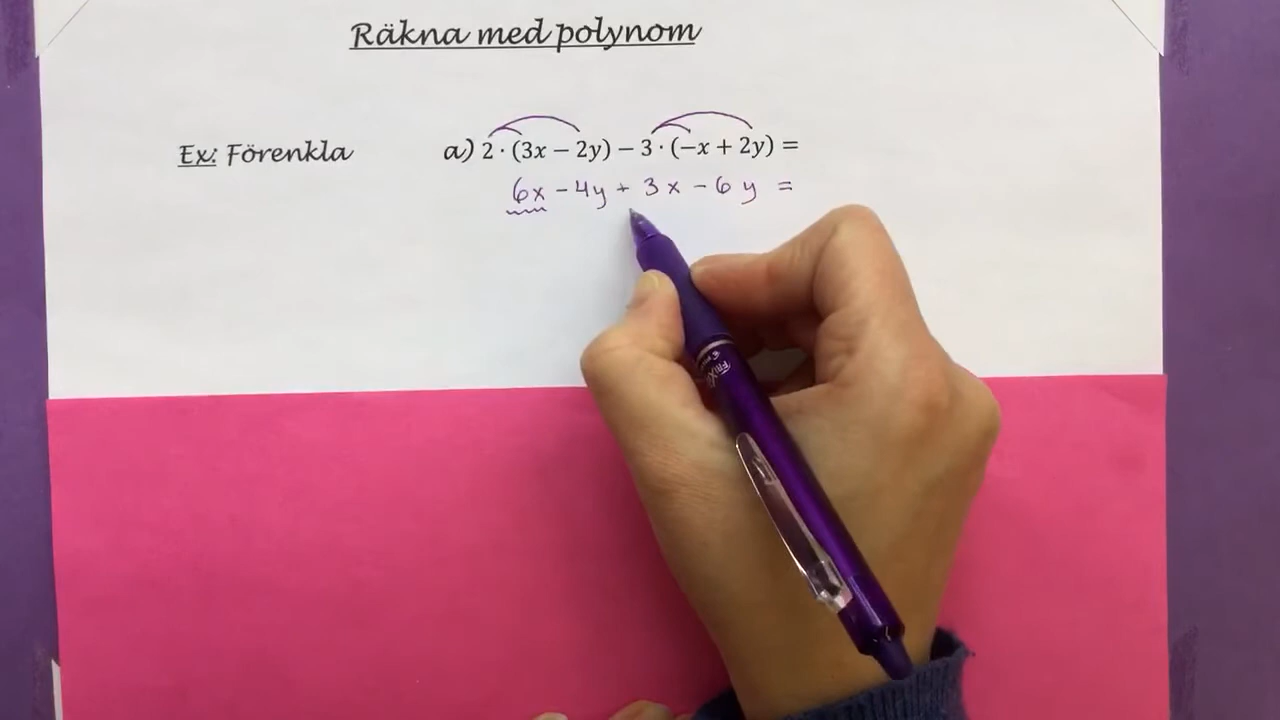 Räkna med polynom
Ex: Förenkla a) 2 · (3x − 2y) − 3 · (−x + 2y) =
6x − 4y + 3x − 6y =